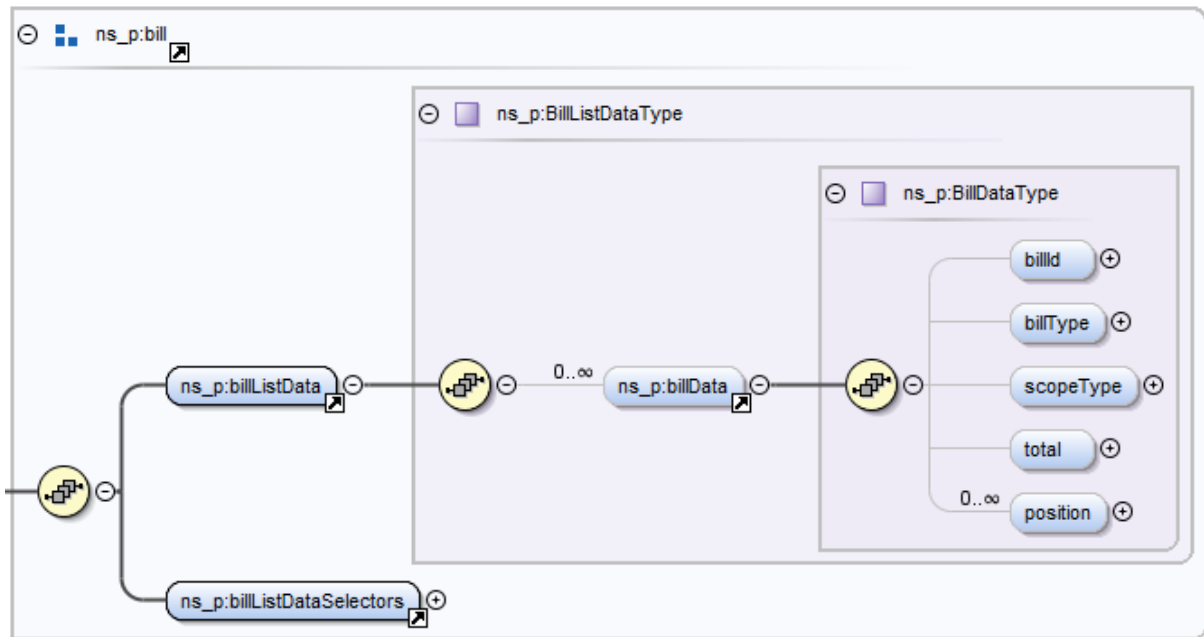 ns_p:bill
ns_p:BillListDataType
ns_p:BillDataType
billId
billType
ns_p:billListData
0..∞
ns_p:billData
scopeType
total
0..∞
position
ns_p:billListDataSelectors